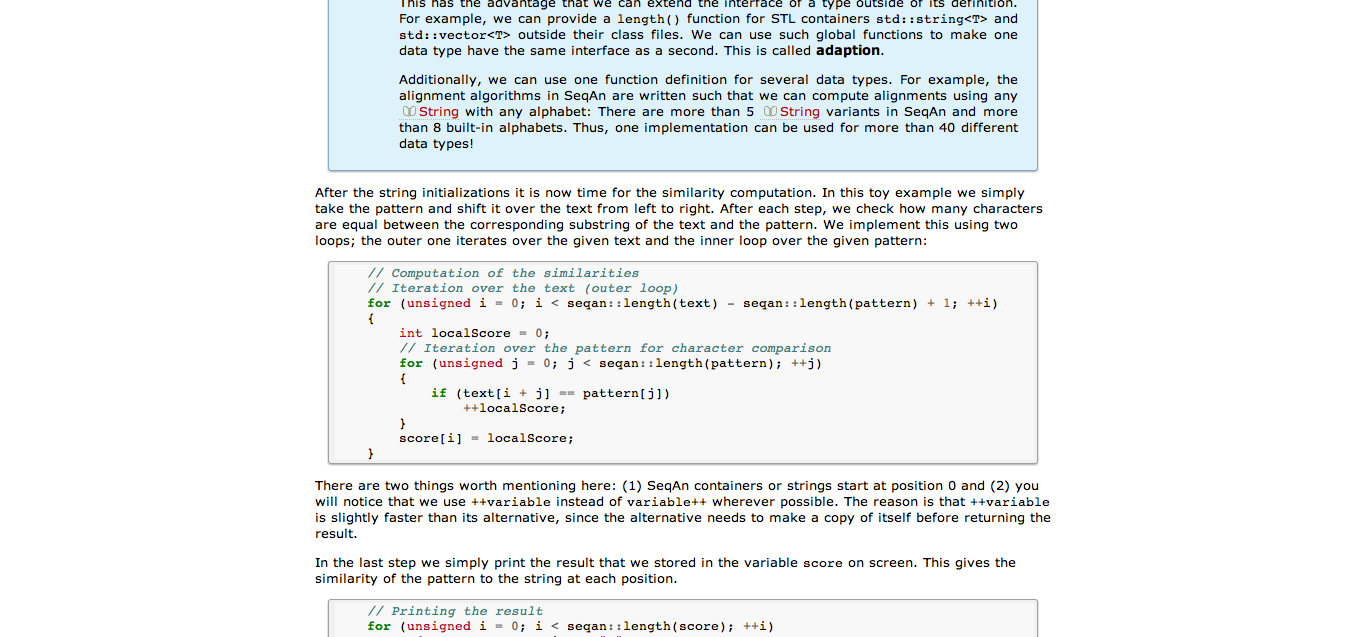 This has the advantage that we can extend the interface of a type outside of its definition.
For example, we can provide a length() function for STL containers std::string<T> and
std::vector<T> outside their class files. We can use such global functions to make one
data type have the same interface as a second. This is called adaption.
Additionally, we can use one function definition for several data types. For example, the
alignment algorithms in SeqAn are written such that we can compute alignments using any
String with any alphabet: There are more than 5 String variants in SeqAn and more
than 8 built-in alphabets. Thus, one implementation can be used for more than 40 different
data types!
After the string initializations it is now time for the similarity computation. In this toy example we simply
take the pattern and shift it over the text from left to right. After each step, we check how many characters
are equal between the corresponding substring of the text and the pattern. We implement this using two
loops; the outer one iterates over the given text and the inner loop over the given pattern:
// Computation of the similarities
// Iteration over the text (outer loop)
for (unsigned i = 0; i < seqan::length(text) - seqan::length(pattern) + 1; ++i)
{
int localScore = 0;
// Iteration over the pattern for character comparison
for (unsigned j = 0; j < seqan::length(pattern); ++j)
{
if (text[i + j] == pattern[j])
++localScore;
}
score[i] = localScore;
}
There are two things worth mentioning here: (1) SeqAn containers or strings start at position 0 and (2) you
will notice that we use ++variable instead of variable++ wherever possible. The reason is that ++variable
is slightly faster than its alternative, since the alternative needs to make a copy of itself before returning the
result.
In the last step we simply print the result that we stored in the variable score on screen. This gives the
similarity of the pattern to the string at each position.
// Printing the result
for (unsigned i = 0; i < seqan::length(score); ++i)